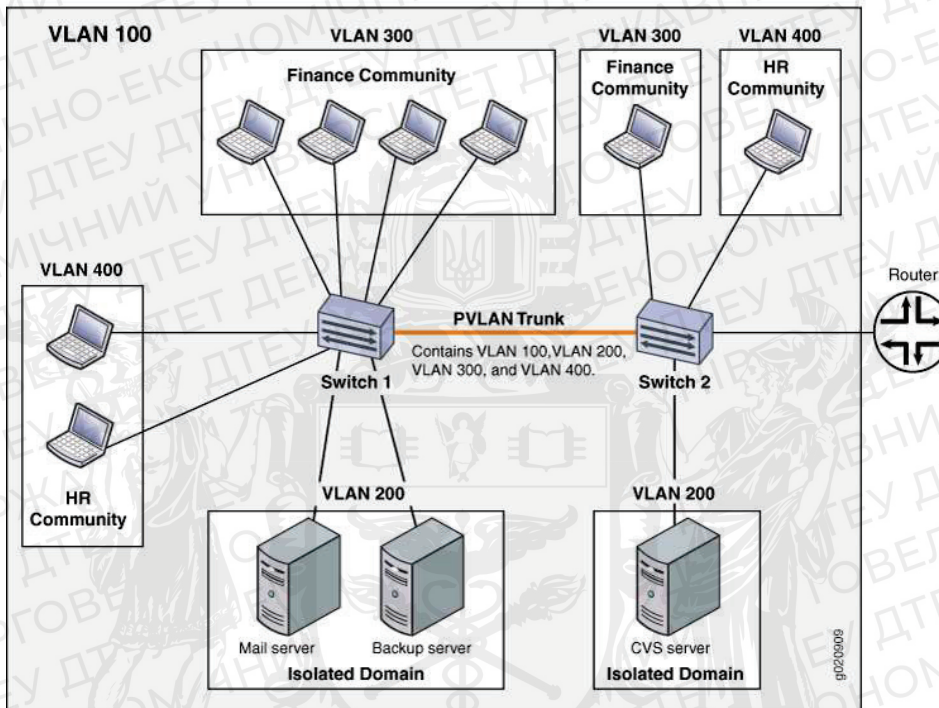 VLAN 100
VLAN 300
Finance Community
VLAN 300
Finance
Community
VLAN 400
HR
Community
VLAN 400
HR
Community
Switch 1
PVLAN Trunk
Contains VLAN 100, VLAN 200,
VLAN 300, and VLAN 400.
Switch 2
Router
VLAN 200
Mail server
Backup server
Isolated Domain
VLAN 200
CVS server
Isolated Domain
g020909